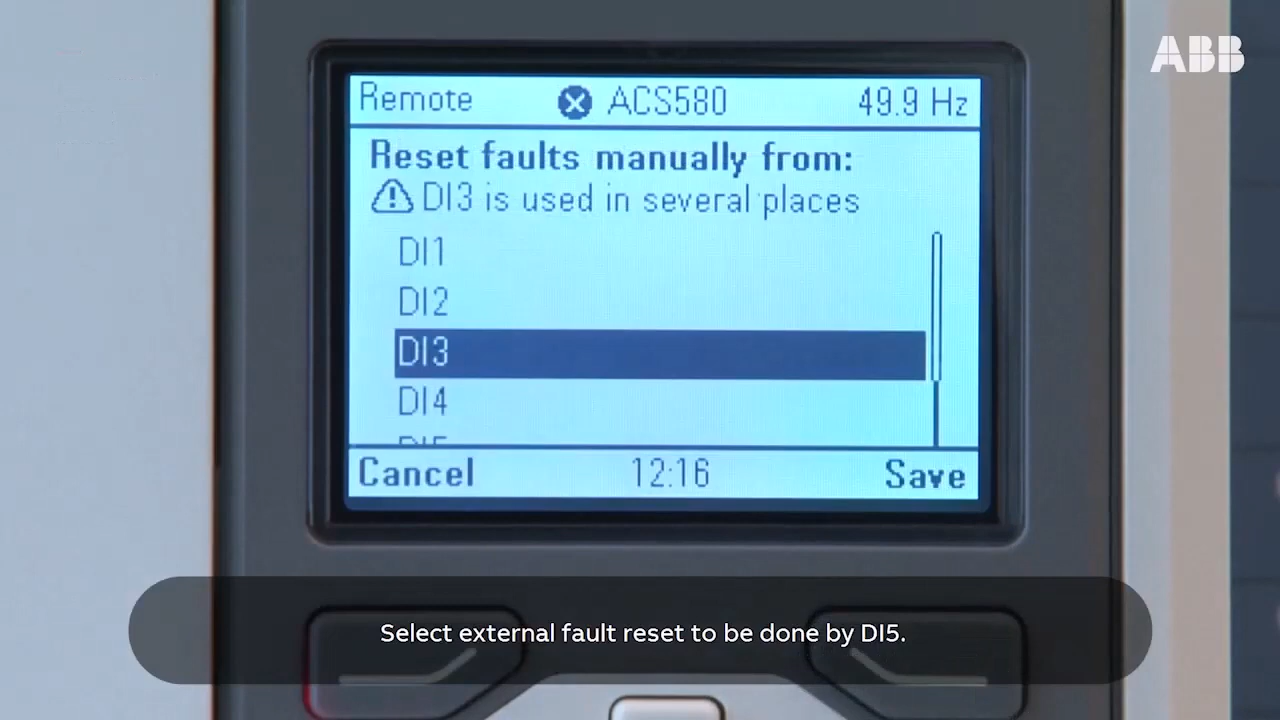 ABB
Remote ACS580 49.9 Hz
Reset faults manually from:
DI3 is used in several places
DI1
DI2
DI3
DI4
DI5
Cancel 12:16 Save
Select external fault reset to be done by DI5.